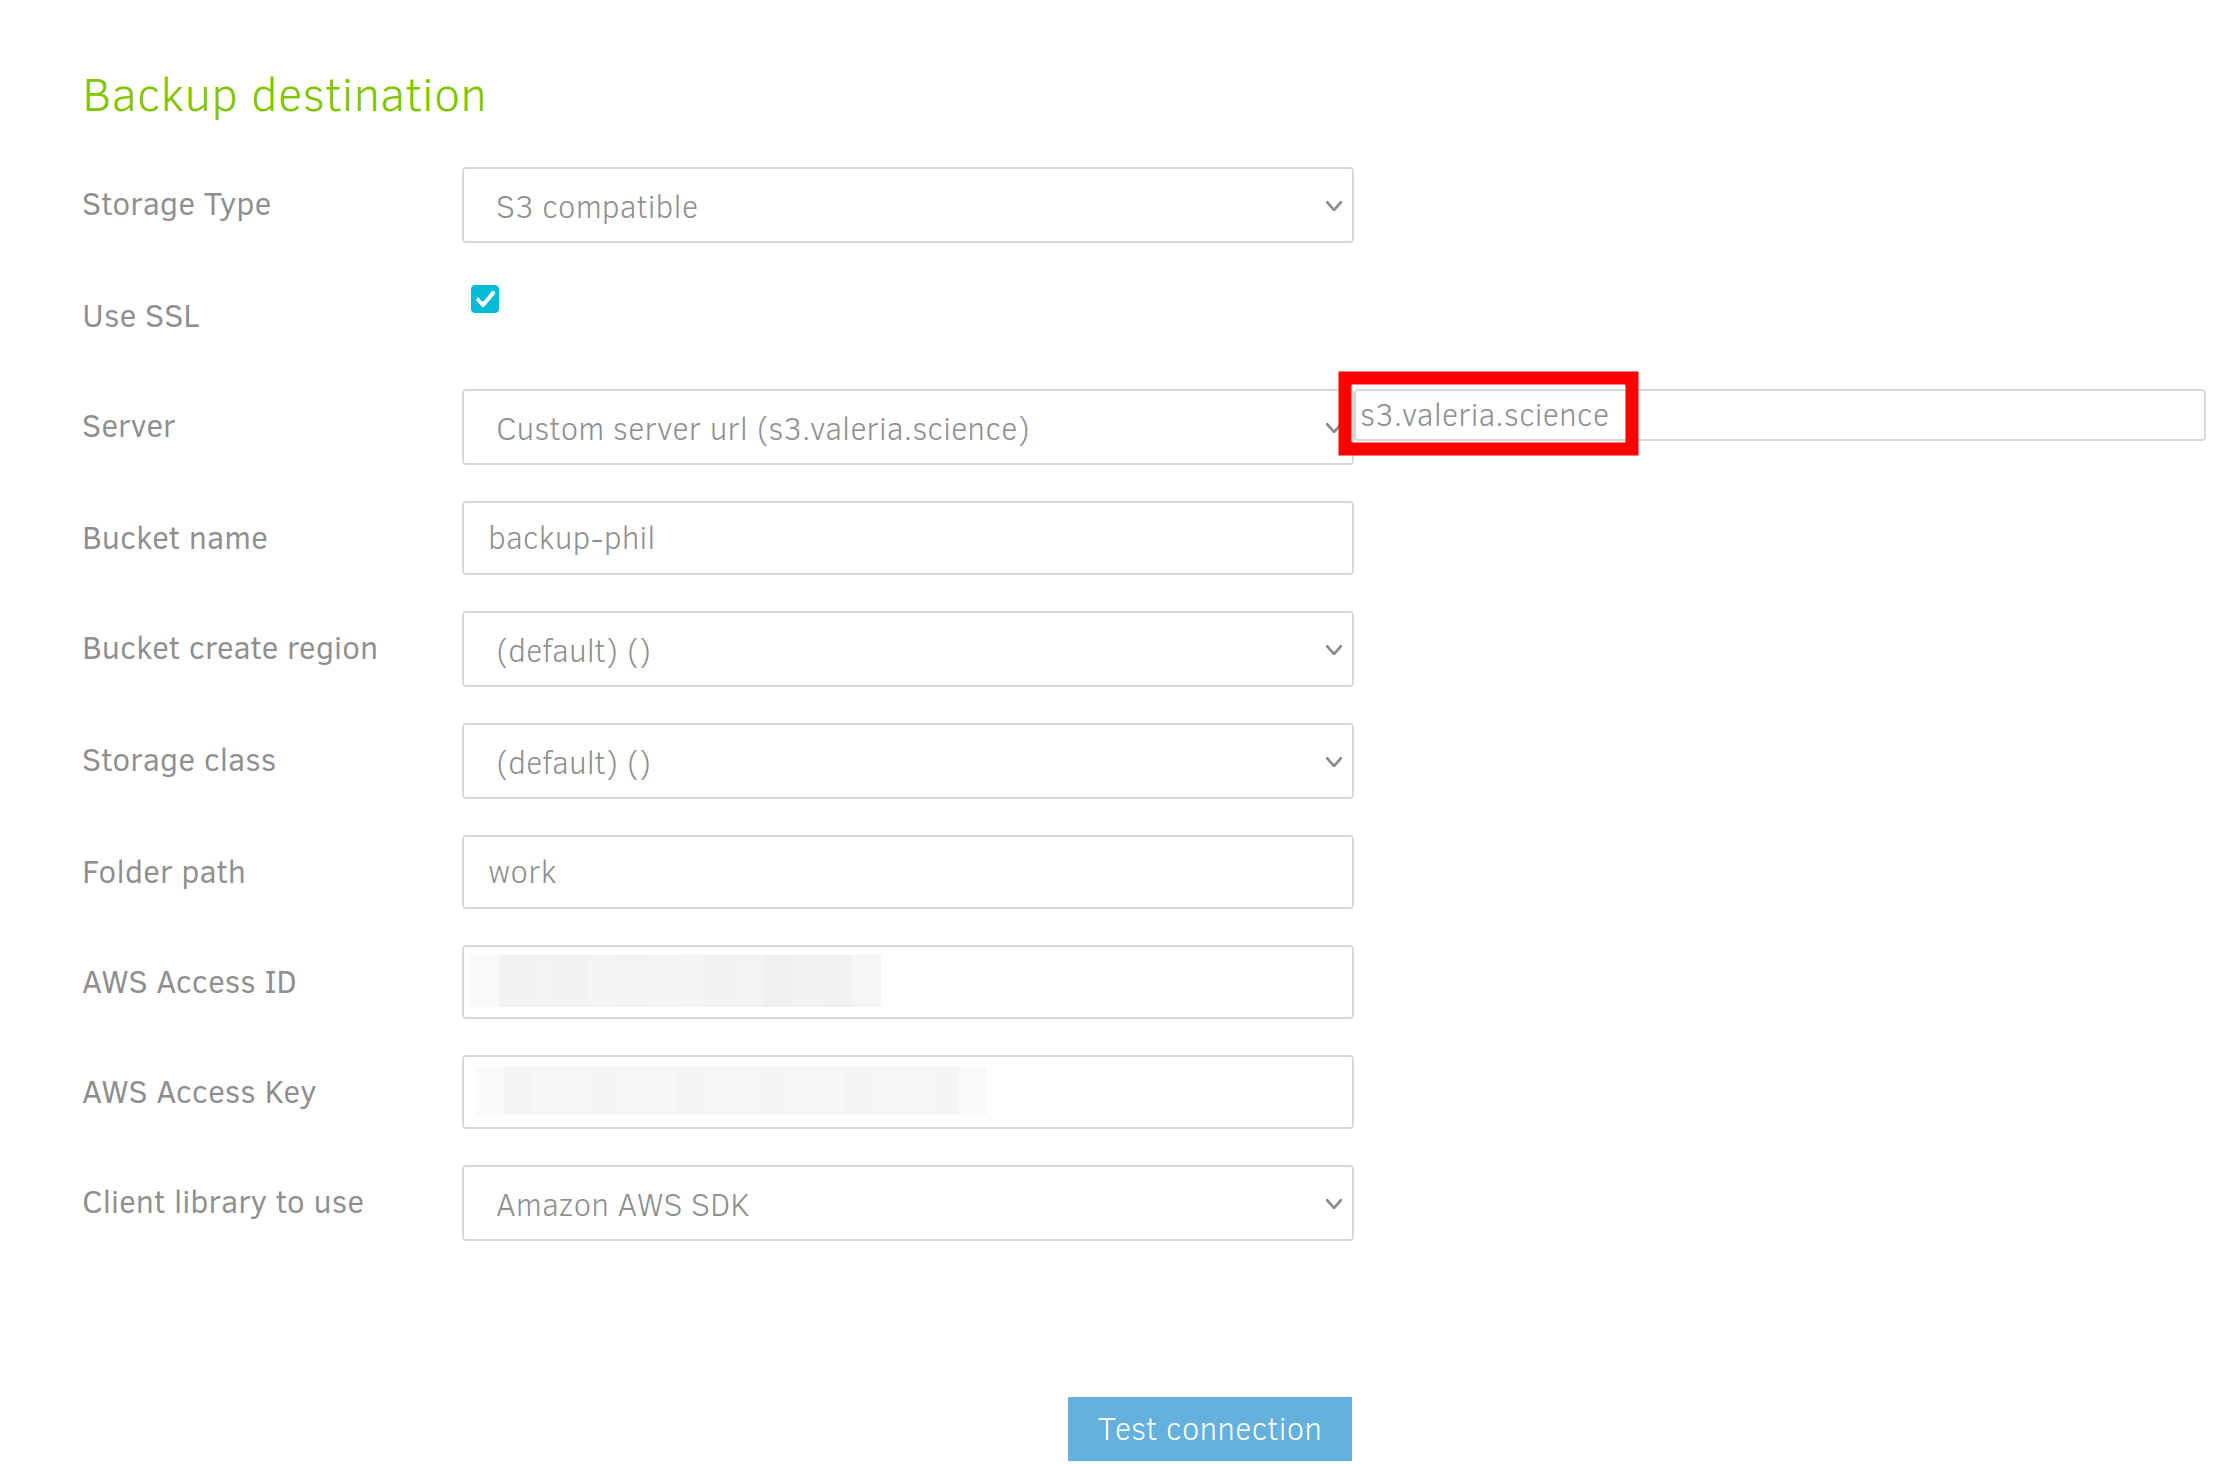 Backup destination
Storage Type
S3 compatible
Use SSL
Server
Custom server url (s3.valeria.science)
s3.valeria.science
Bucket name
backup-phil
Bucket create region
(default) ()
Storage class
(default) ()
Folder path
work
AWS Access ID
AWS Access Key
Client library to use
Amazon AWS SDK
Test connection